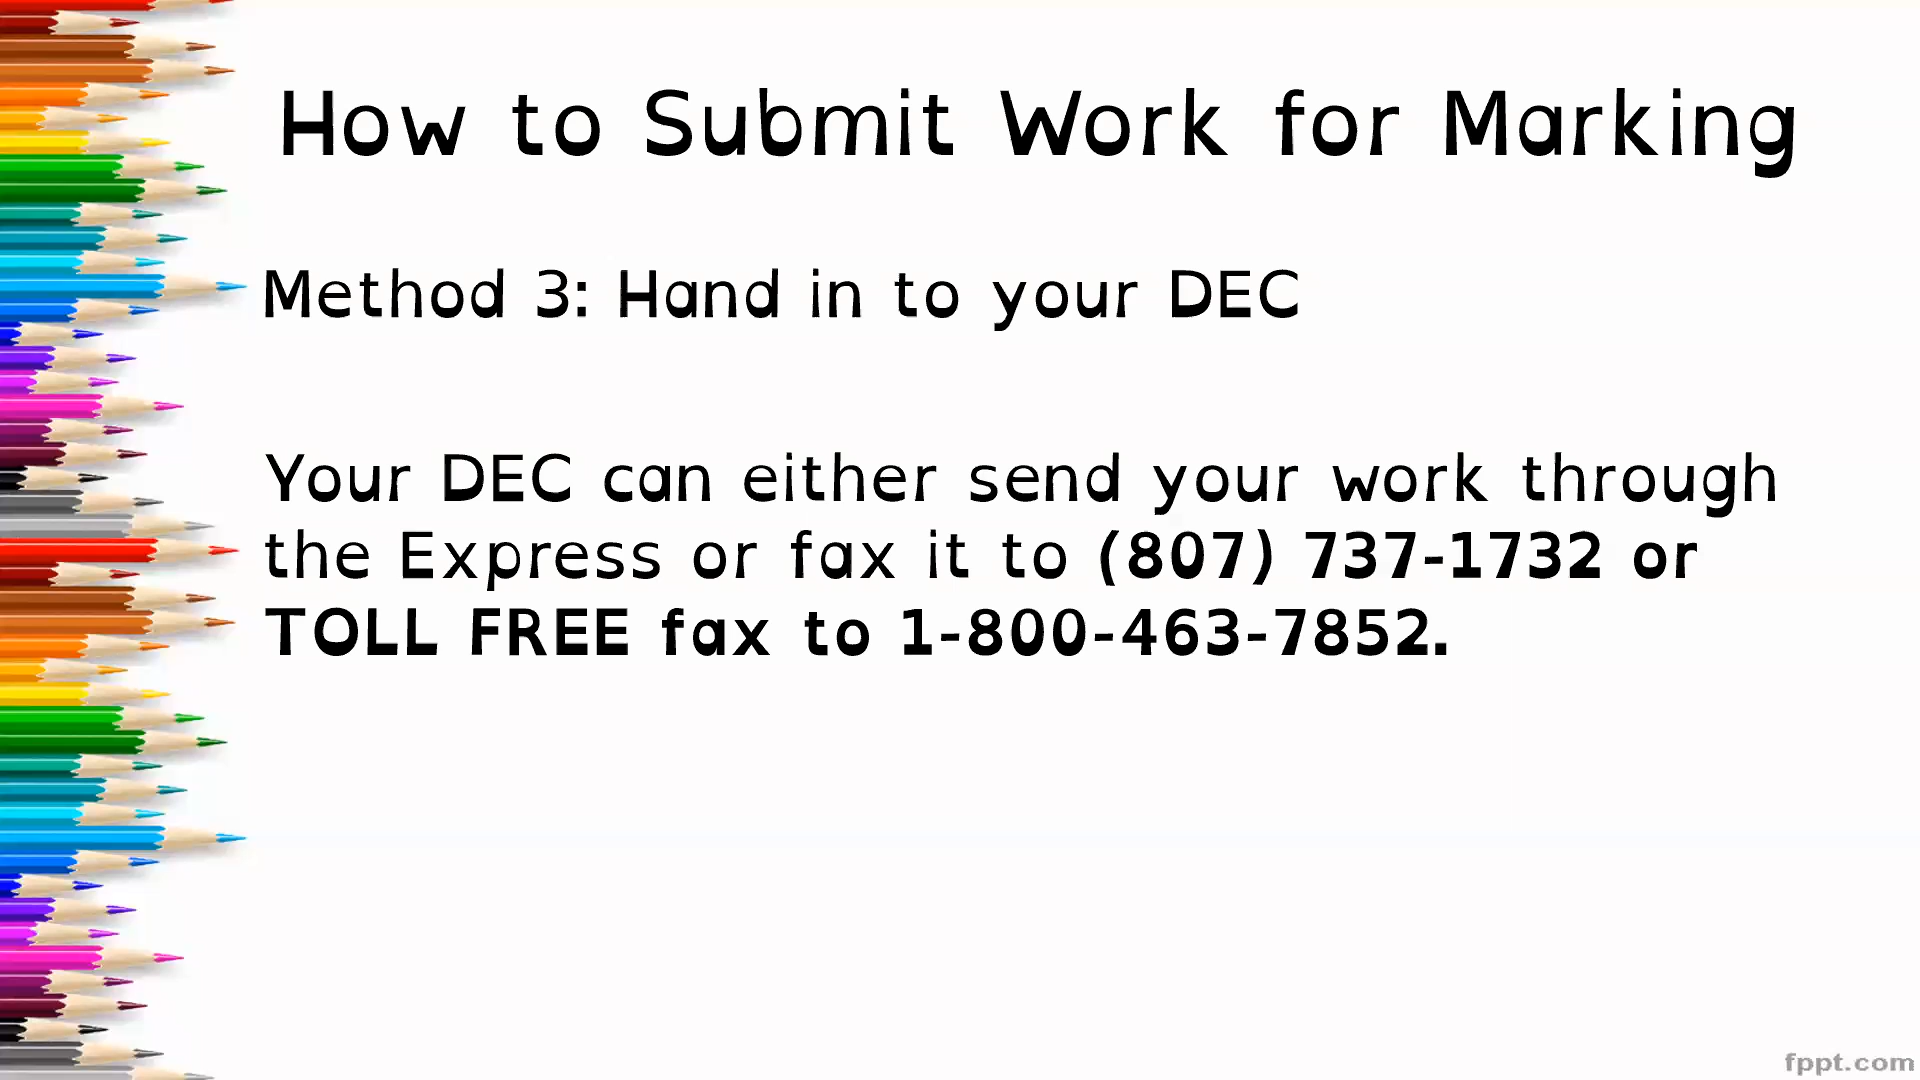 How to Submit Work for Marking
Method 3: Hand in to your DEC
Your DEC can either send your work through
the Express or fax it to (807) 737-1732 or
TOLL FREE fax to 1-800-463-7852.
fppt.com